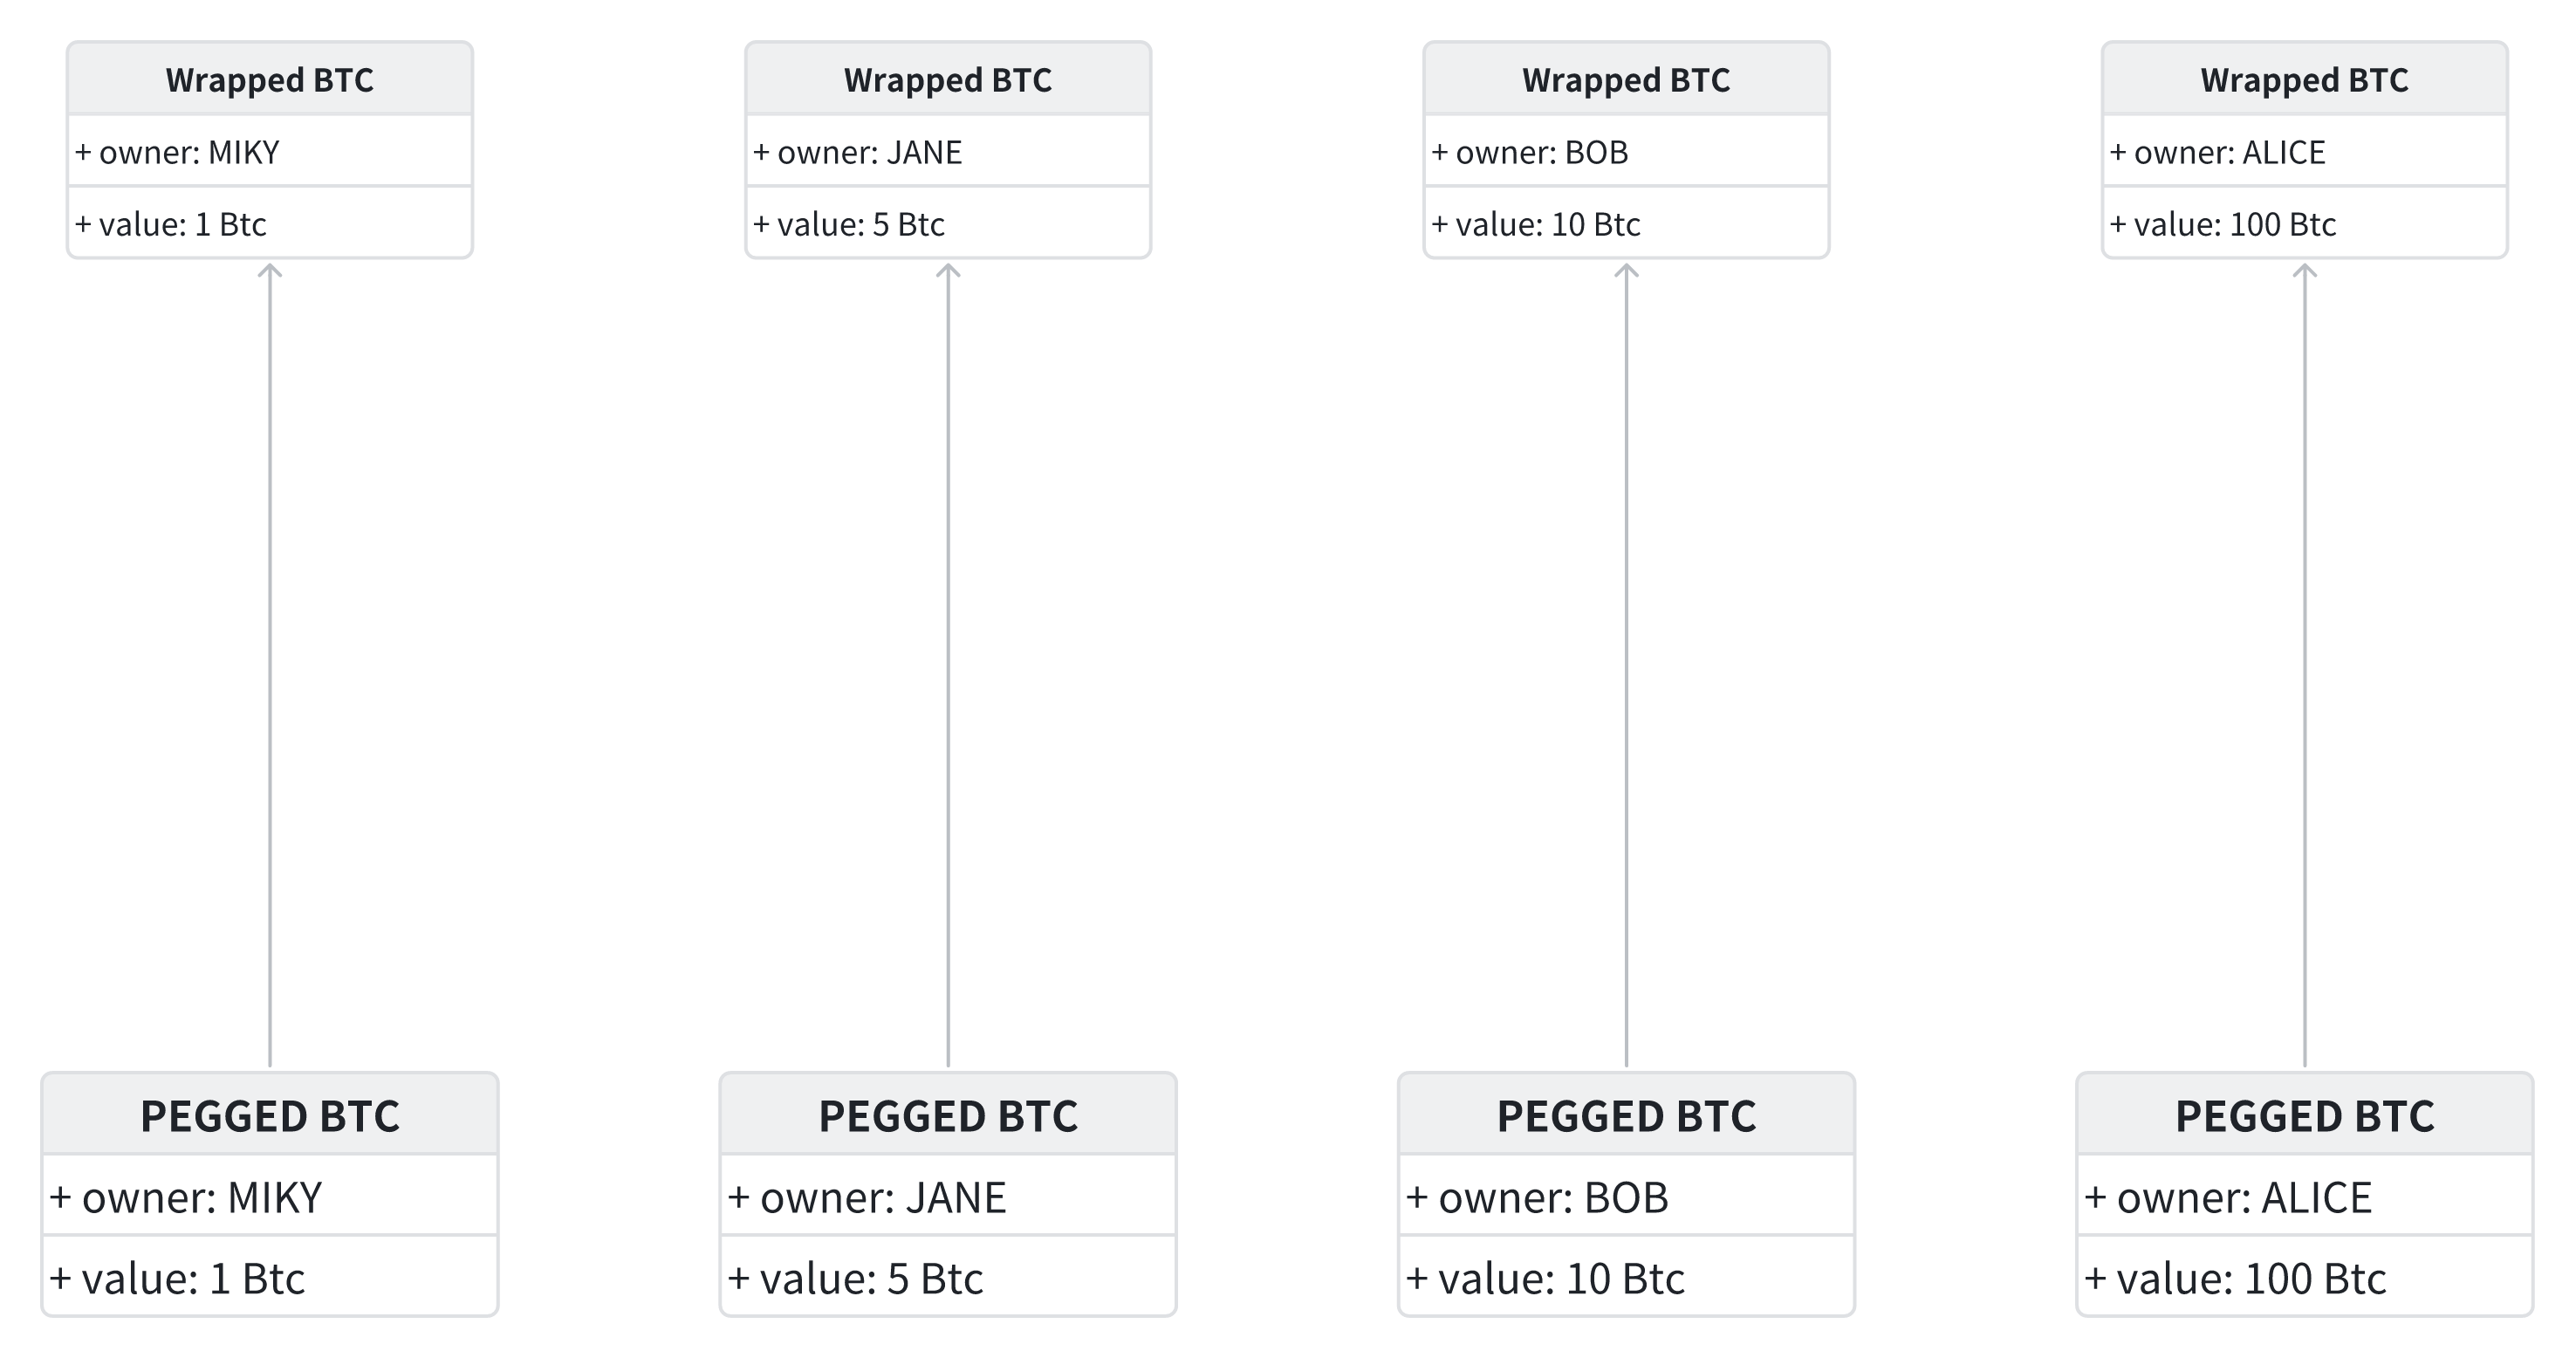 Wrapped BTC
+ owner: MIKY
+ value: 1 Btc
Wrapped BTC
+ owner: JANE
+ value: 5 Btc
Wrapped BTC
+ owner: BOB
+ value: 10 Btc
Wrapped BTC
+ owner: ALICE
+ value: 100 Btc
PEGGED BTC
+ owner: MIKY
+ value: 1 Btc
PEGGED BTC
+ owner: JANE
+ value: 5 Btc
PEGGED BTC
+ owner: BOB
+ value: 10 Btc
PEGGED BTC
+ owner: ALICE
+ value: 100 Btc